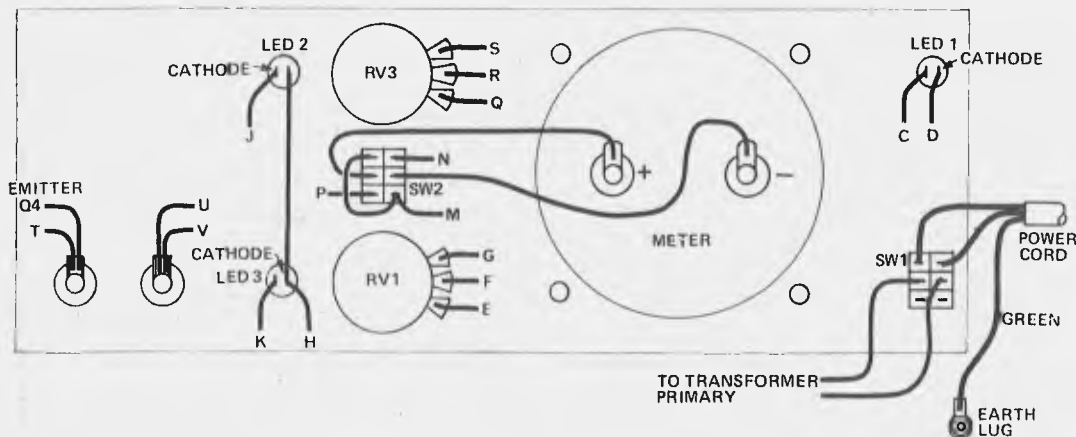 LED 2
CATHODE
J
RV3
S
R
Q
LED 1
CATHODE
C
D
N
P
SW2
M
+
−
METER
EMITTER
Q4
T
U
V
CATHODE
LED 3
K
H
RV1
G
F
E
SW1
POWER
CORD
GREEN
TO TRANSFORMER
PRIMARY
EARTH
LUG